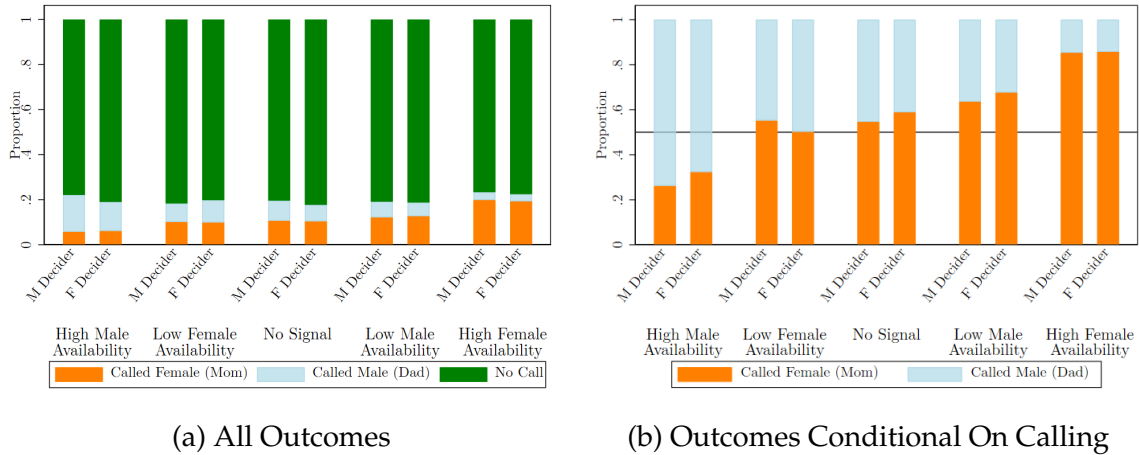 Proportion
0
.2
.4
.6
.8
1
M Decider
F Decider
M Decider
F Decider
M Decider
F Decider
M Decider
F Decider
M Decider
F Decider
High Male
Availability
Low Female
Availability
No Signal
Low Male
Availability
High Female
Availability
Called Female (Mom)
Called Male (Dad)
No Call
(a) All Outcomes
Proportion
0
.2
.4
.6
.8
1
M Decider
F Decider
M Decider
F Decider
M Decider
F Decider
M Decider
F Decider
M Decider
F Decider
High Male
Availability
Low Female
Availability
No Signal
Low Male
Availability
High Female
Availability
Called Female (Mom)
Called Male (Dad)
(b) Outcomes Conditional On Calling